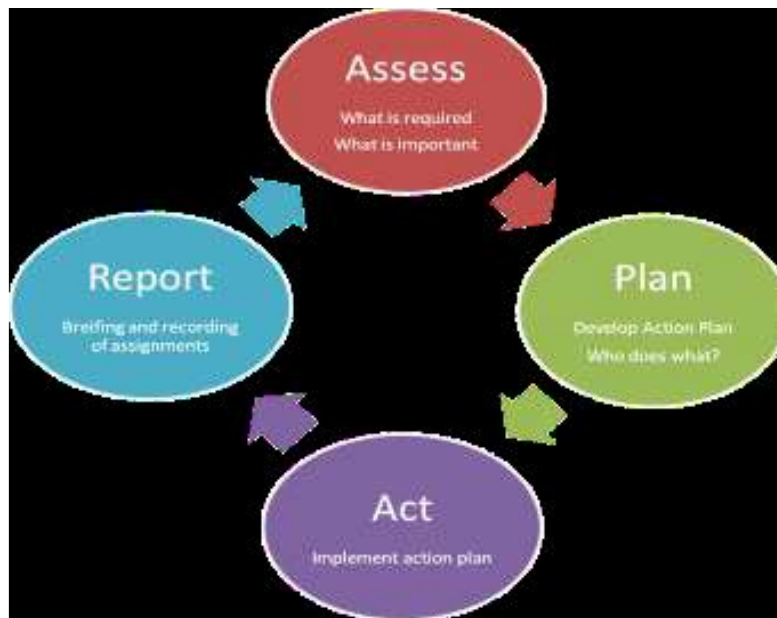 Assess
What is required
What is important
Plan
Develop Action Plan
Who does what?
Act
Implement action plan
Report
Breifing and recording
of assignments